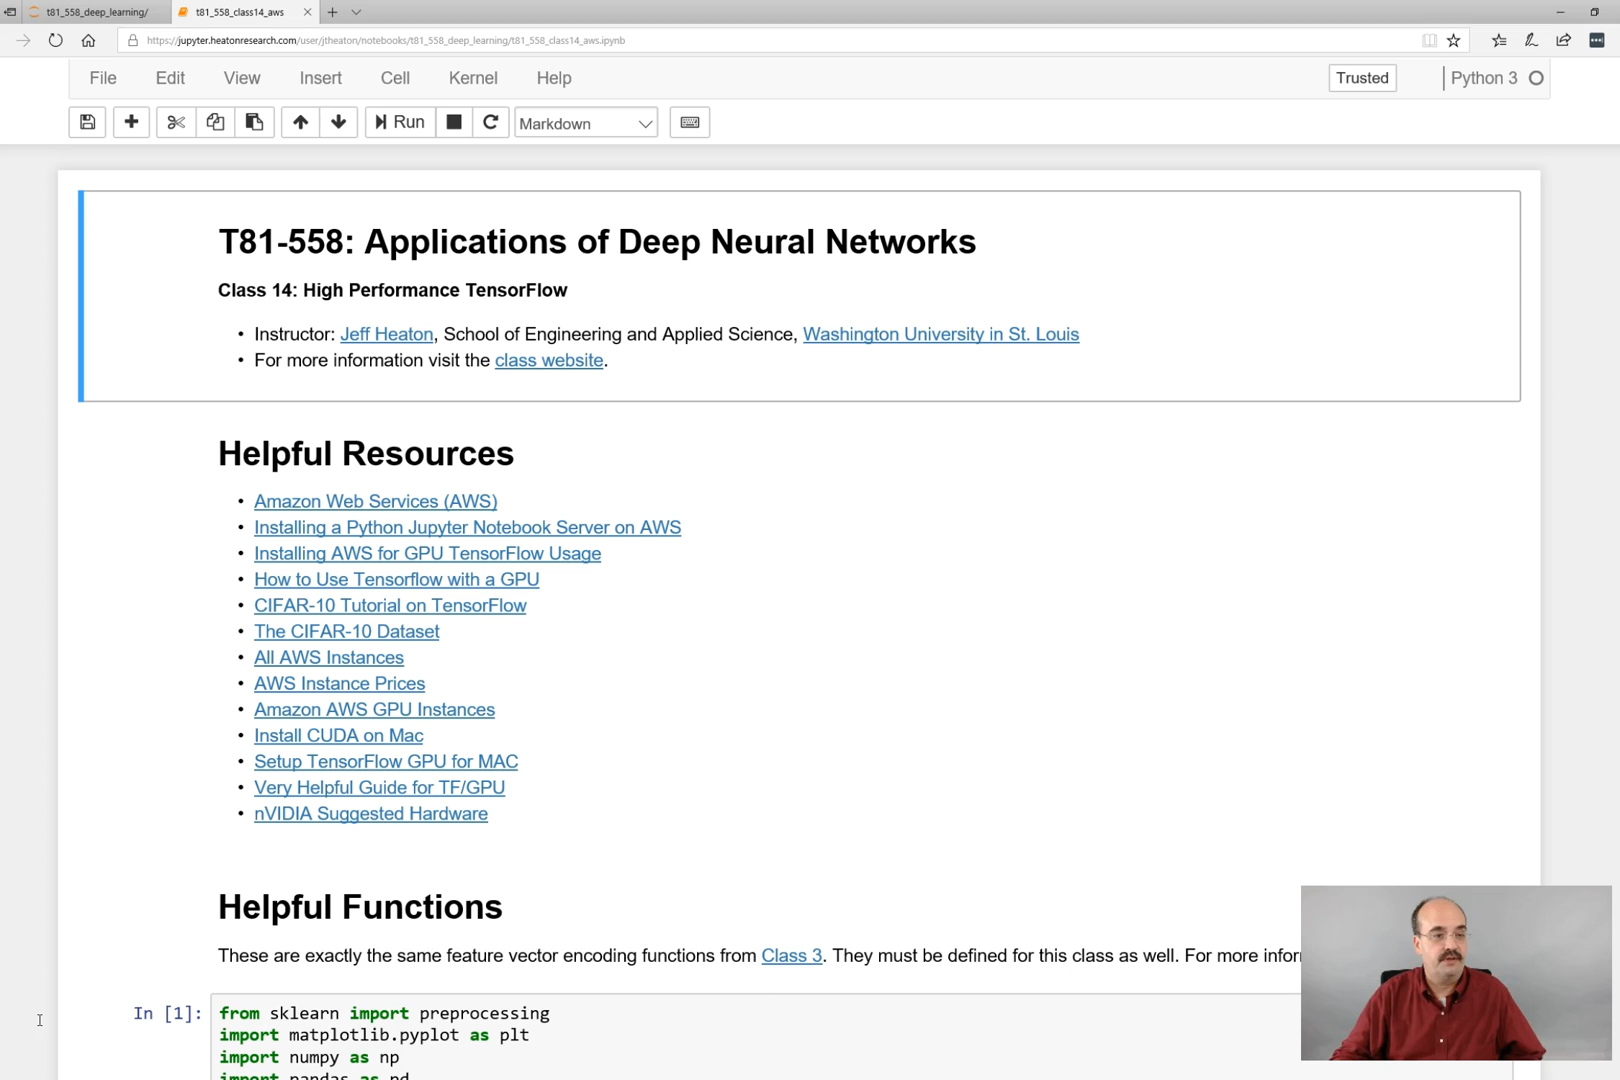 t81_558_deep_learning/
t81_558_class14_aws
https://jupyter.heatonresearch.com/user/jtheaton/notebooks/t81_558_deep_learning/t81_558_class14_aws.ipynb
File Edit View Insert Cell Kernel Help Trusted Python 3
Run Markdown
T81-558: Applications of Deep Neural Networks
Class 14: High Performance TensorFlow
• Instructor: Jeff Heaton, School of Engineering and Applied Science, Washington University in St. Louis
• For more information visit the class website.
Helpful Resources
• Amazon Web Services (AWS)
• Installing a Python Jupyter Notebook Server on AWS
• Installing AWS for GPU TensorFlow Usage
• How to Use Tensorflow with a GPU
• CIFAR-10 Tutorial on TensorFlow
• The CIFAR-10 Dataset
• All AWS Instances
• AWS Instance Prices
• Amazon AWS GPU Instances
• Install CUDA on Mac
• Setup TensorFlow GPU for MAC
• Very Helpful Guide for TF/GPU
• nVIDIA Suggested Hardware
Helpful Functions
These are exactly the same feature vector encoding functions from Class 3. They must be defined for this class as well. For more infor
In [1]: from sklearn import preprocessing
import matplotlib.pyplot as plt
import numpy as np
import pandas as pd